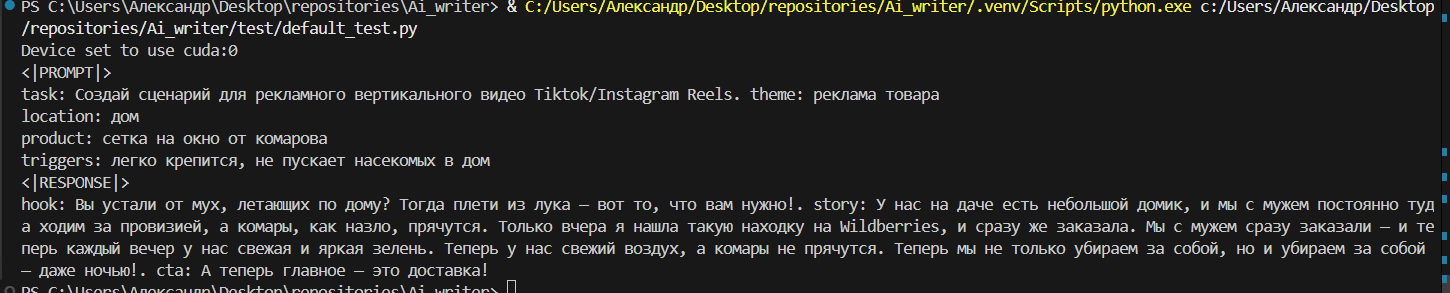 PS C:\Users\Александр\Desktop\repositories\Ai_writer> & C:/Users/Александр/Desktop/repositories/Ai_writer/.venv/Scripts/python.exe c:/Users/Александр/Desktop
/repositories/Ai_writer/test/default_test.py
Device set to use cuda:0
<|PROMPT|>
task: Создай сценарий для рекламного вертикального видео Tiktok/Instagram Reels. theme: реклама товара
location: дом
product: сетка на окно от комарова
triggers: легко крепится, не пускает насекомых в дом
<|RESPONSE|>
hook: Вы устали от мух, летающих по дому? Тогда плети из лука — вот то, что вам нужно!. story: У нас на даче есть небольшой домик, и мы с мужем постоянно туд
а ходим за провизией, а комары, как назло, прячутся. Только вчера я нашла такую находку на Wildberries, и сразу же заказала. Мы с мужем сразу заказали — и те
перь каждый вечер у нас свежая и яркая зелень. Теперь у нас свежий воздух, а комары не прячутся. Теперь мы не только убираем за собой, но и убираем за собой
— даже ночью!. cta: А теперь главное — это доставка!
PS C:\Users\Александр\Desktop\repositories\Ai_writer>